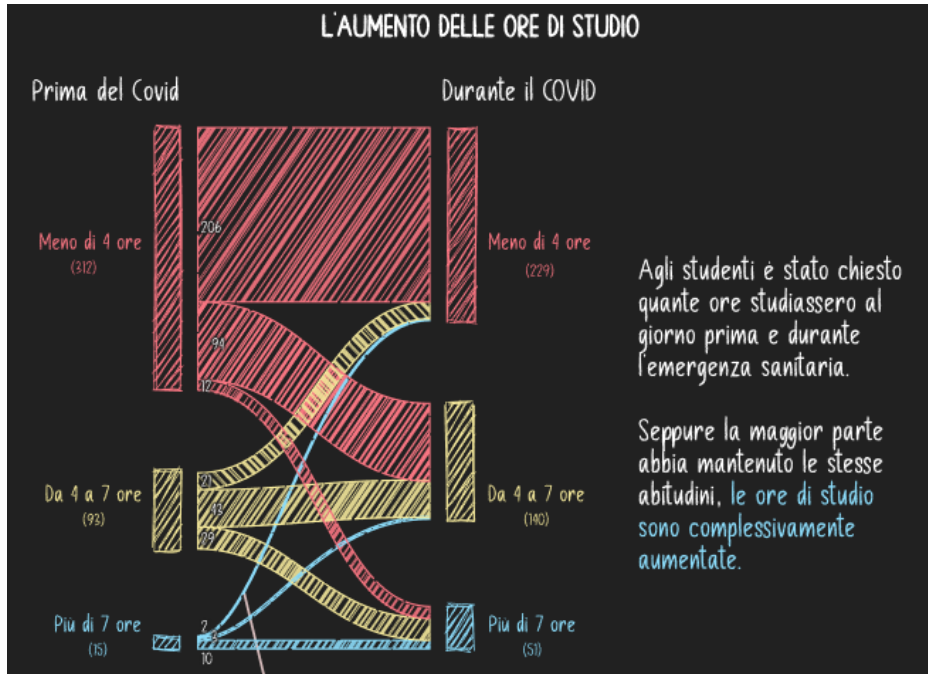 L'AUMENTO DELLE ORE DI STUDIO
Prima del Covid
Durante il COVID
206
Meno di 4 ore
(312)
Meno di 4 ore
(229)
94
12
Agli studenti è stato chiesto
quante ore studiassero al
giorno prima e durante
l'emergenza sanitaria.
Seppure la maggior parte
abbia mantenuto le stesse
abitudini, le ore di studio
sono complessivamente
aumentate.
21
Da 4 a 7 ore
(93)
43
29
Da 4 a 7 ore
(140)
Più di 7 ore
(15)
2
10
Più di 7 ore
(51)